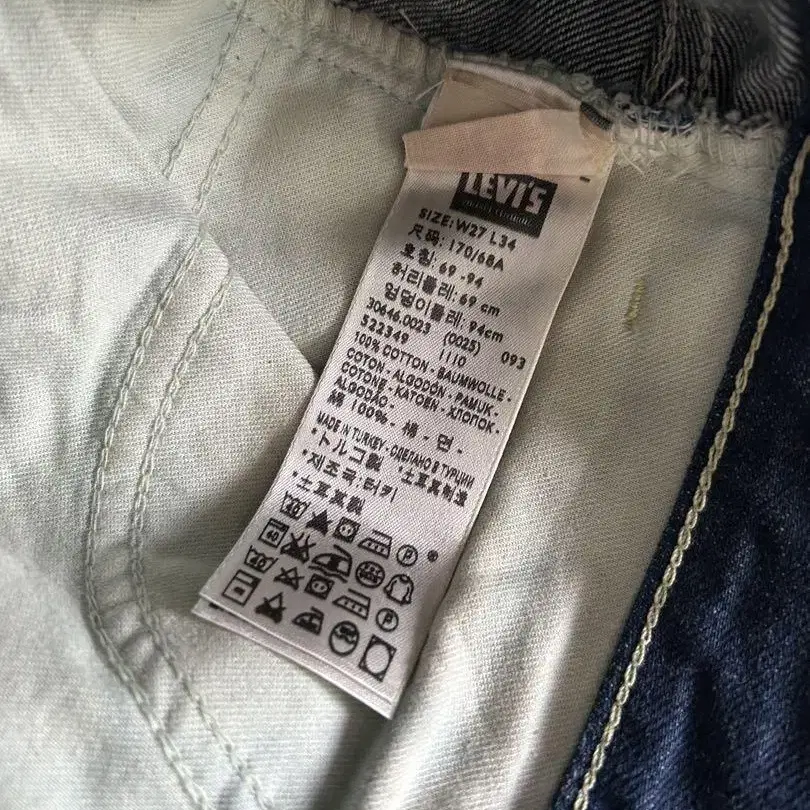 LEVI'S
SIZE:W27 L34
尺码: 170/68A
호칭: 69-94
허리둘레: 69 cm
엉덩이둘레: 94cm
30646.0023 (0025) 093
522349 1110
100% COTTON - BAUMWOLLE -
COTON - ALGODÓN - PAMUK -
COTONE - KATOEN - ХЛОПОК -
ALGODÃO -
綿 100% - 棉 - 면 -
MADE IN TURKEY - СДЕЛАНО В ТУРЦИИ
*トルコ製 *土耳其制造
*제조국:터키
*土耳其製
40 P
40
P